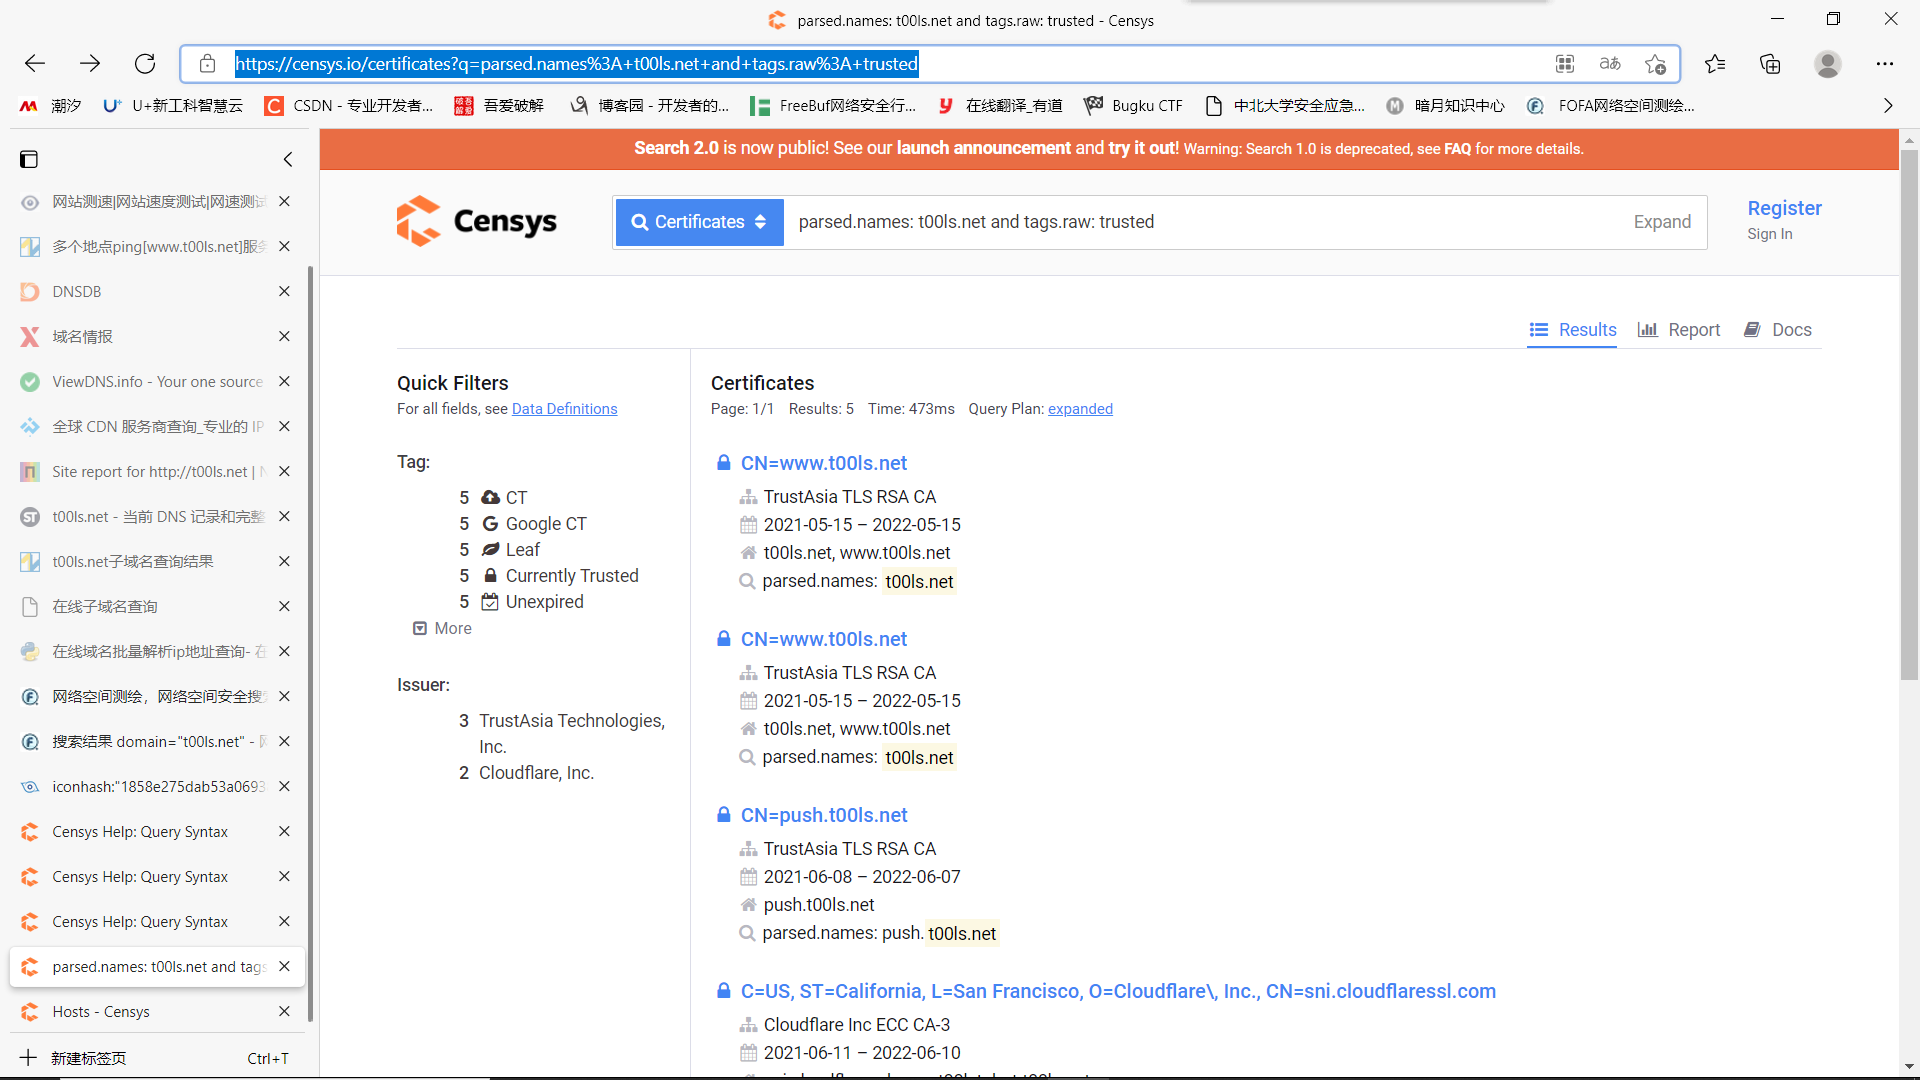 parsed.names: t00ls.net and tags.raw: trusted - Censys
https://censys.io/certificates?q=parsed.names%3A+t00ls.net+and+tags.raw%3A+trusted
潮汐
U+新工科智慧云
CSDN - 专业开发者...
吾爱破解
博客园 - 开发者的...
FreeBuf网络安全行...
在线翻译_有道
Bugku CTF
中北大学安全应急...
暗月知识中心
FOFA网络空间测绘...
网站测速|网站速度测试|网速测试
多个地点ping[www.t00ls.net]服务
DNSDB
域名情报
ViewDNS.info - Your one source
全球 CDN 服务商查询_专业的 IP
Site report for http://t00ls.net |
t00ls.net - 当前 DNS 记录和完整
t00ls.net子域名查询结果
在线子域名查询
在线域名批量解析ip地址查询- 在
网络空间测绘，网络空间安全搜
搜索结果 domain="t00ls.net" -
iconhash:"1858e275dab53a0693
Censys Help: Query Syntax
Censys Help: Query Syntax
Censys Help: Query Syntax
parsed.names: t00ls.net and tags
Hosts - Censys
新建标签页 Ctrl+T
Search 2.0 is now public! See our launch announcement and try it out! Warning: Search 1.0 is deprecated, see FAQ for more details.
Censys
Certificates
parsed.names: t00ls.net and tags.raw: trusted
Expand
Register
Sign In
Results
Report
Docs
Quick Filters
For all fields, see Data Definitions
Tag:
5 CT
5 Google CT
5 Leaf
5 Currently Trusted
5 Unexpired
More
Issuer:
3 TrustAsia Technologies,
Inc.
2 Cloudflare, Inc.
Certificates
Page: 1/1 Results: 5 Time: 473ms Query Plan: expanded
CN=www.t00ls.net
TrustAsia TLS RSA CA
2021-05-15 – 2022-05-15
t00ls.net, www.t00ls.net
parsed.names: t00ls.net
CN=www.t00ls.net
TrustAsia TLS RSA CA
2021-05-15 – 2022-05-15
t00ls.net, www.t00ls.net
parsed.names: t00ls.net
CN=push.t00ls.net
TrustAsia TLS RSA CA
2021-06-08 – 2022-06-07
push.t00ls.net
parsed.names: push.t00ls.net
C=US, ST=California, L=San Francisco, O=Cloudflare\, Inc., CN=sni.cloudflaressl.com
Cloudflare Inc ECC CA-3
2021-06-11 – 2022-06-10